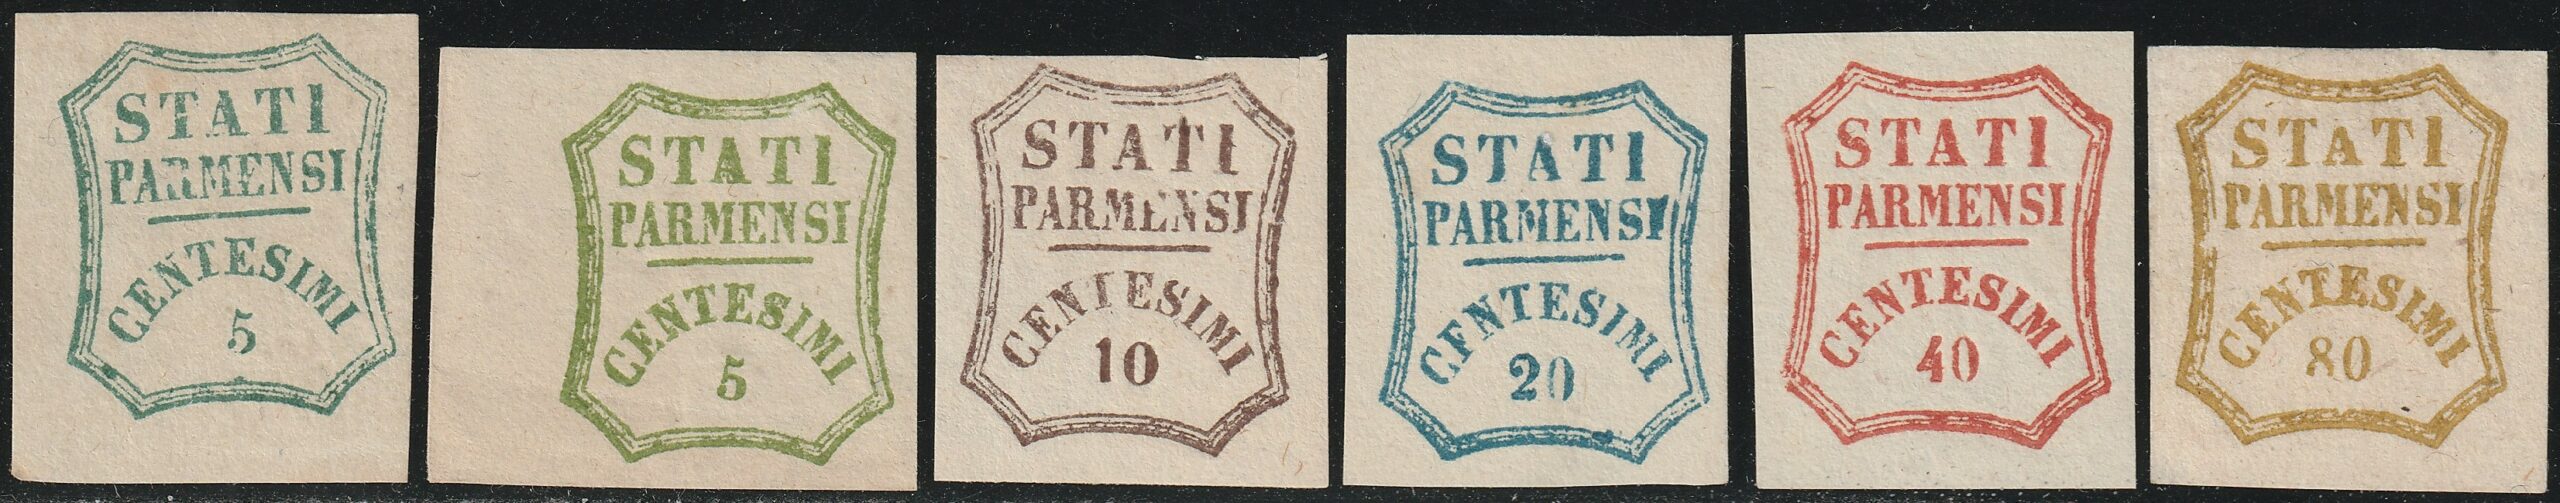 STATI
PARMENSI
CENTESIMI
5
STATI
PARMENSI
CENTESIMI
5
STATI
PARMENSI
CENTESIMI
10
STATI
PARMENSI
CENTESIMI
20
STATI
PARMENSI
CENTESIMI
40
STATI
PARMENSI
CENTESIMI
80